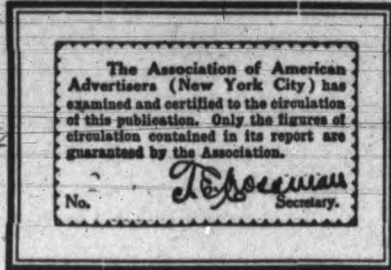 The Association of American
Advertisers (New York City) has
examined and certified to the circulation
of this publication. Only the figures of
circulation contained in its report are
guaranteed by the Association.
No. Secretary.